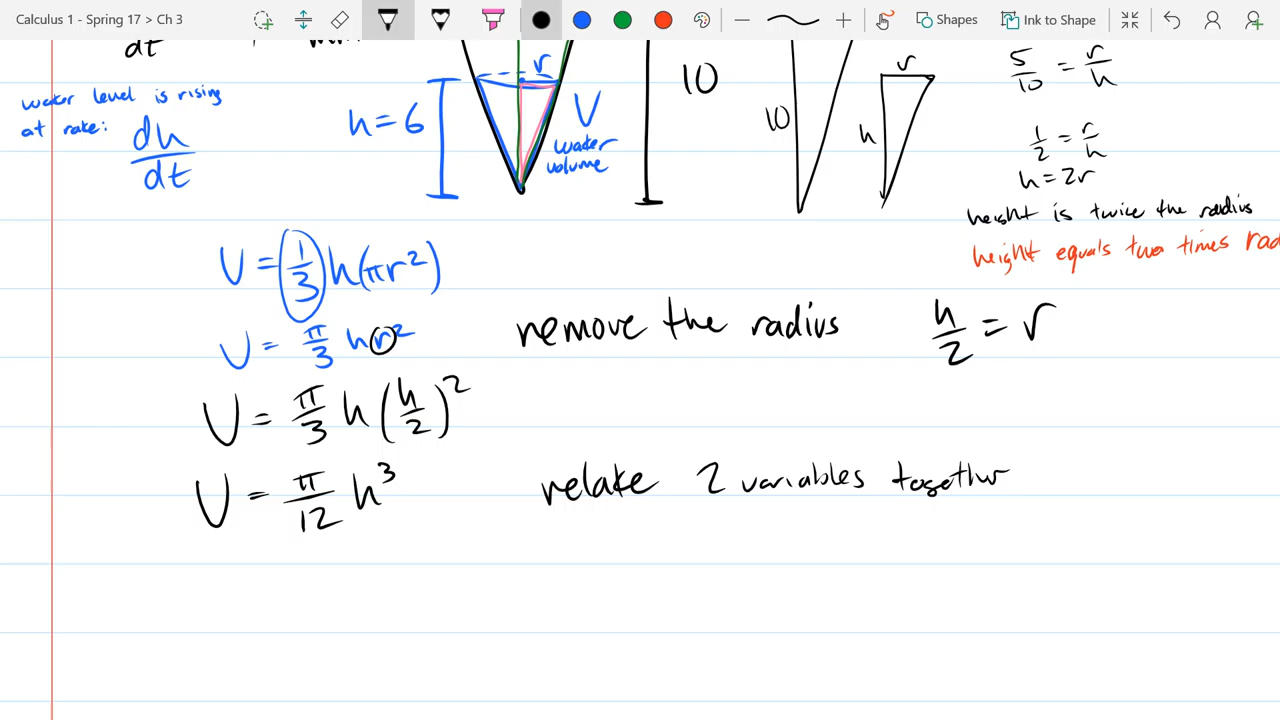 Calculus 1 - Spring 17 > Ch 3
Shapes
Ink to Shape
dt
water level is rising
at rate:
dh/dt
h = 6
r
V
water
volume
10
10
r
h
5/10 = r/h
1/2 = r/h
h = 2r
height is twice the radius
height equals two times rad
V = 1/3 h(πr²)
V = π/3 hr²
remove the radius
h/2 = r
V = π/3 h(h/2)²
V = π/12 h³
relate 2 variables together